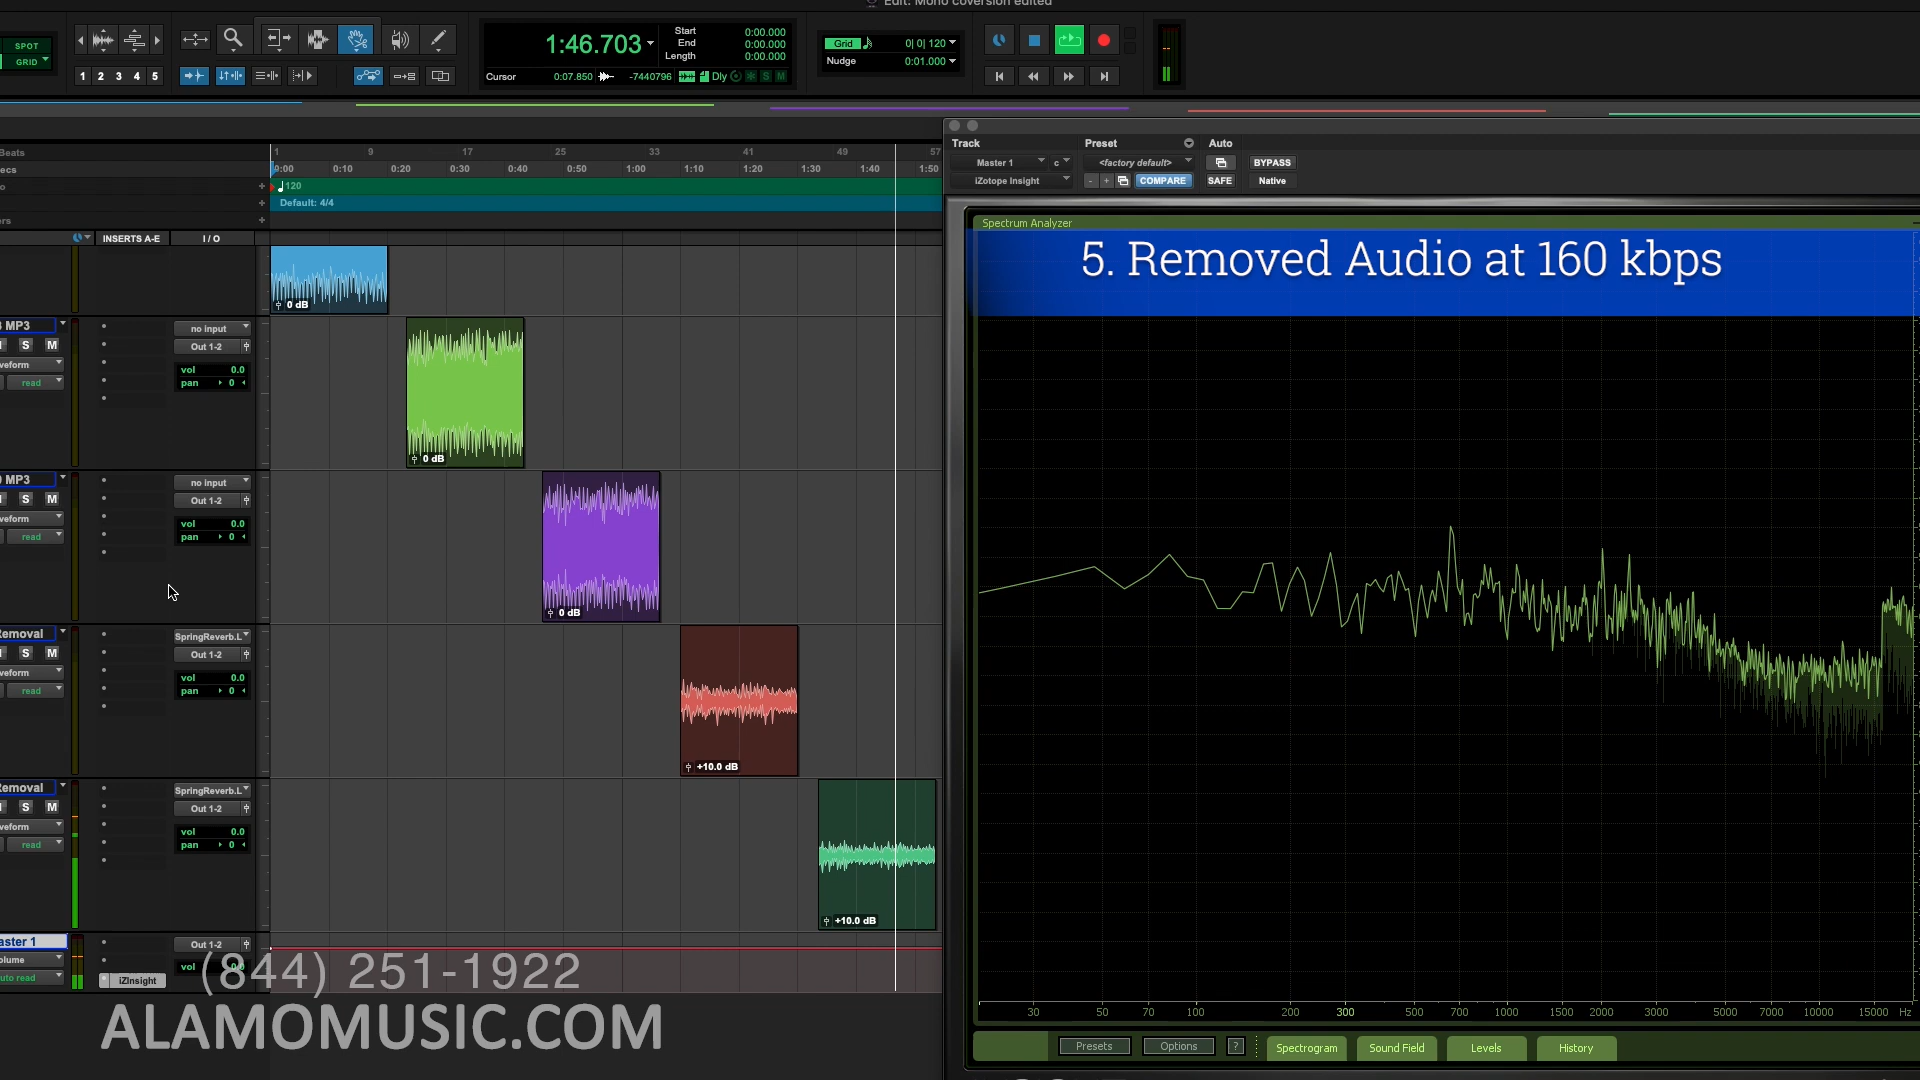 Edit: Mono coversion edited
SPOT
GRID
1 2 3 4 5
1:46.703
Start 0:00.000
End 0:00.000
Length 0:00.000
Cursor 0:07.850 -7440796 Dly S M
Grid 0| 0| 120
Nudge 0:01.000
Beats 1 9 17 25 33 41 49 57
ecs 0:00 0:10 0:20 0:30 0:40 0:50 1:00 1:10 1:20 1:30 1:40 1:50
o 120
Default: 4/4
ers
INSERTS A-E I / O
0 dB
MP3 no input
S M Out 1-2
veform vol 0.0
read pan 0
0 dB
MP3 no input
S M Out 1-2
veform vol 0.0
read pan 0
0 dB
Removal SpringReverb.L
S M Out 1-2
veform vol 0.0
read pan 0
+10.0 dB
Removal SpringReverb.L
S M Out 1-2
veform vol 0.0
read pan 0
+10.0 dB
aster 1 Out 1-2
olume vol
uto read iZInsight
(844) 251-1922
ALAMOMUSIC.COM
Track Preset Auto
Master 1 c <factory default> BYPASS
iZotope Insight - + COMPARE SAFE Native
Spectrum Analyzer
5. Removed Audio at 160 kbps
30 50 70 100 200 300 500 700 1000 1500 2000 3000 5000 7000 10000 15000 Hz
Presets Options ? Spectrogram Sound Field Levels History